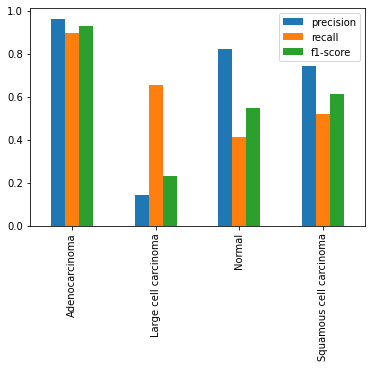 1.0
0.8
0.6
0.4
0.2
0.0
precision
recall
f1-score
Adenocarcinoma
Large cell carcinoma
Normal
Squamous cell carcinoma